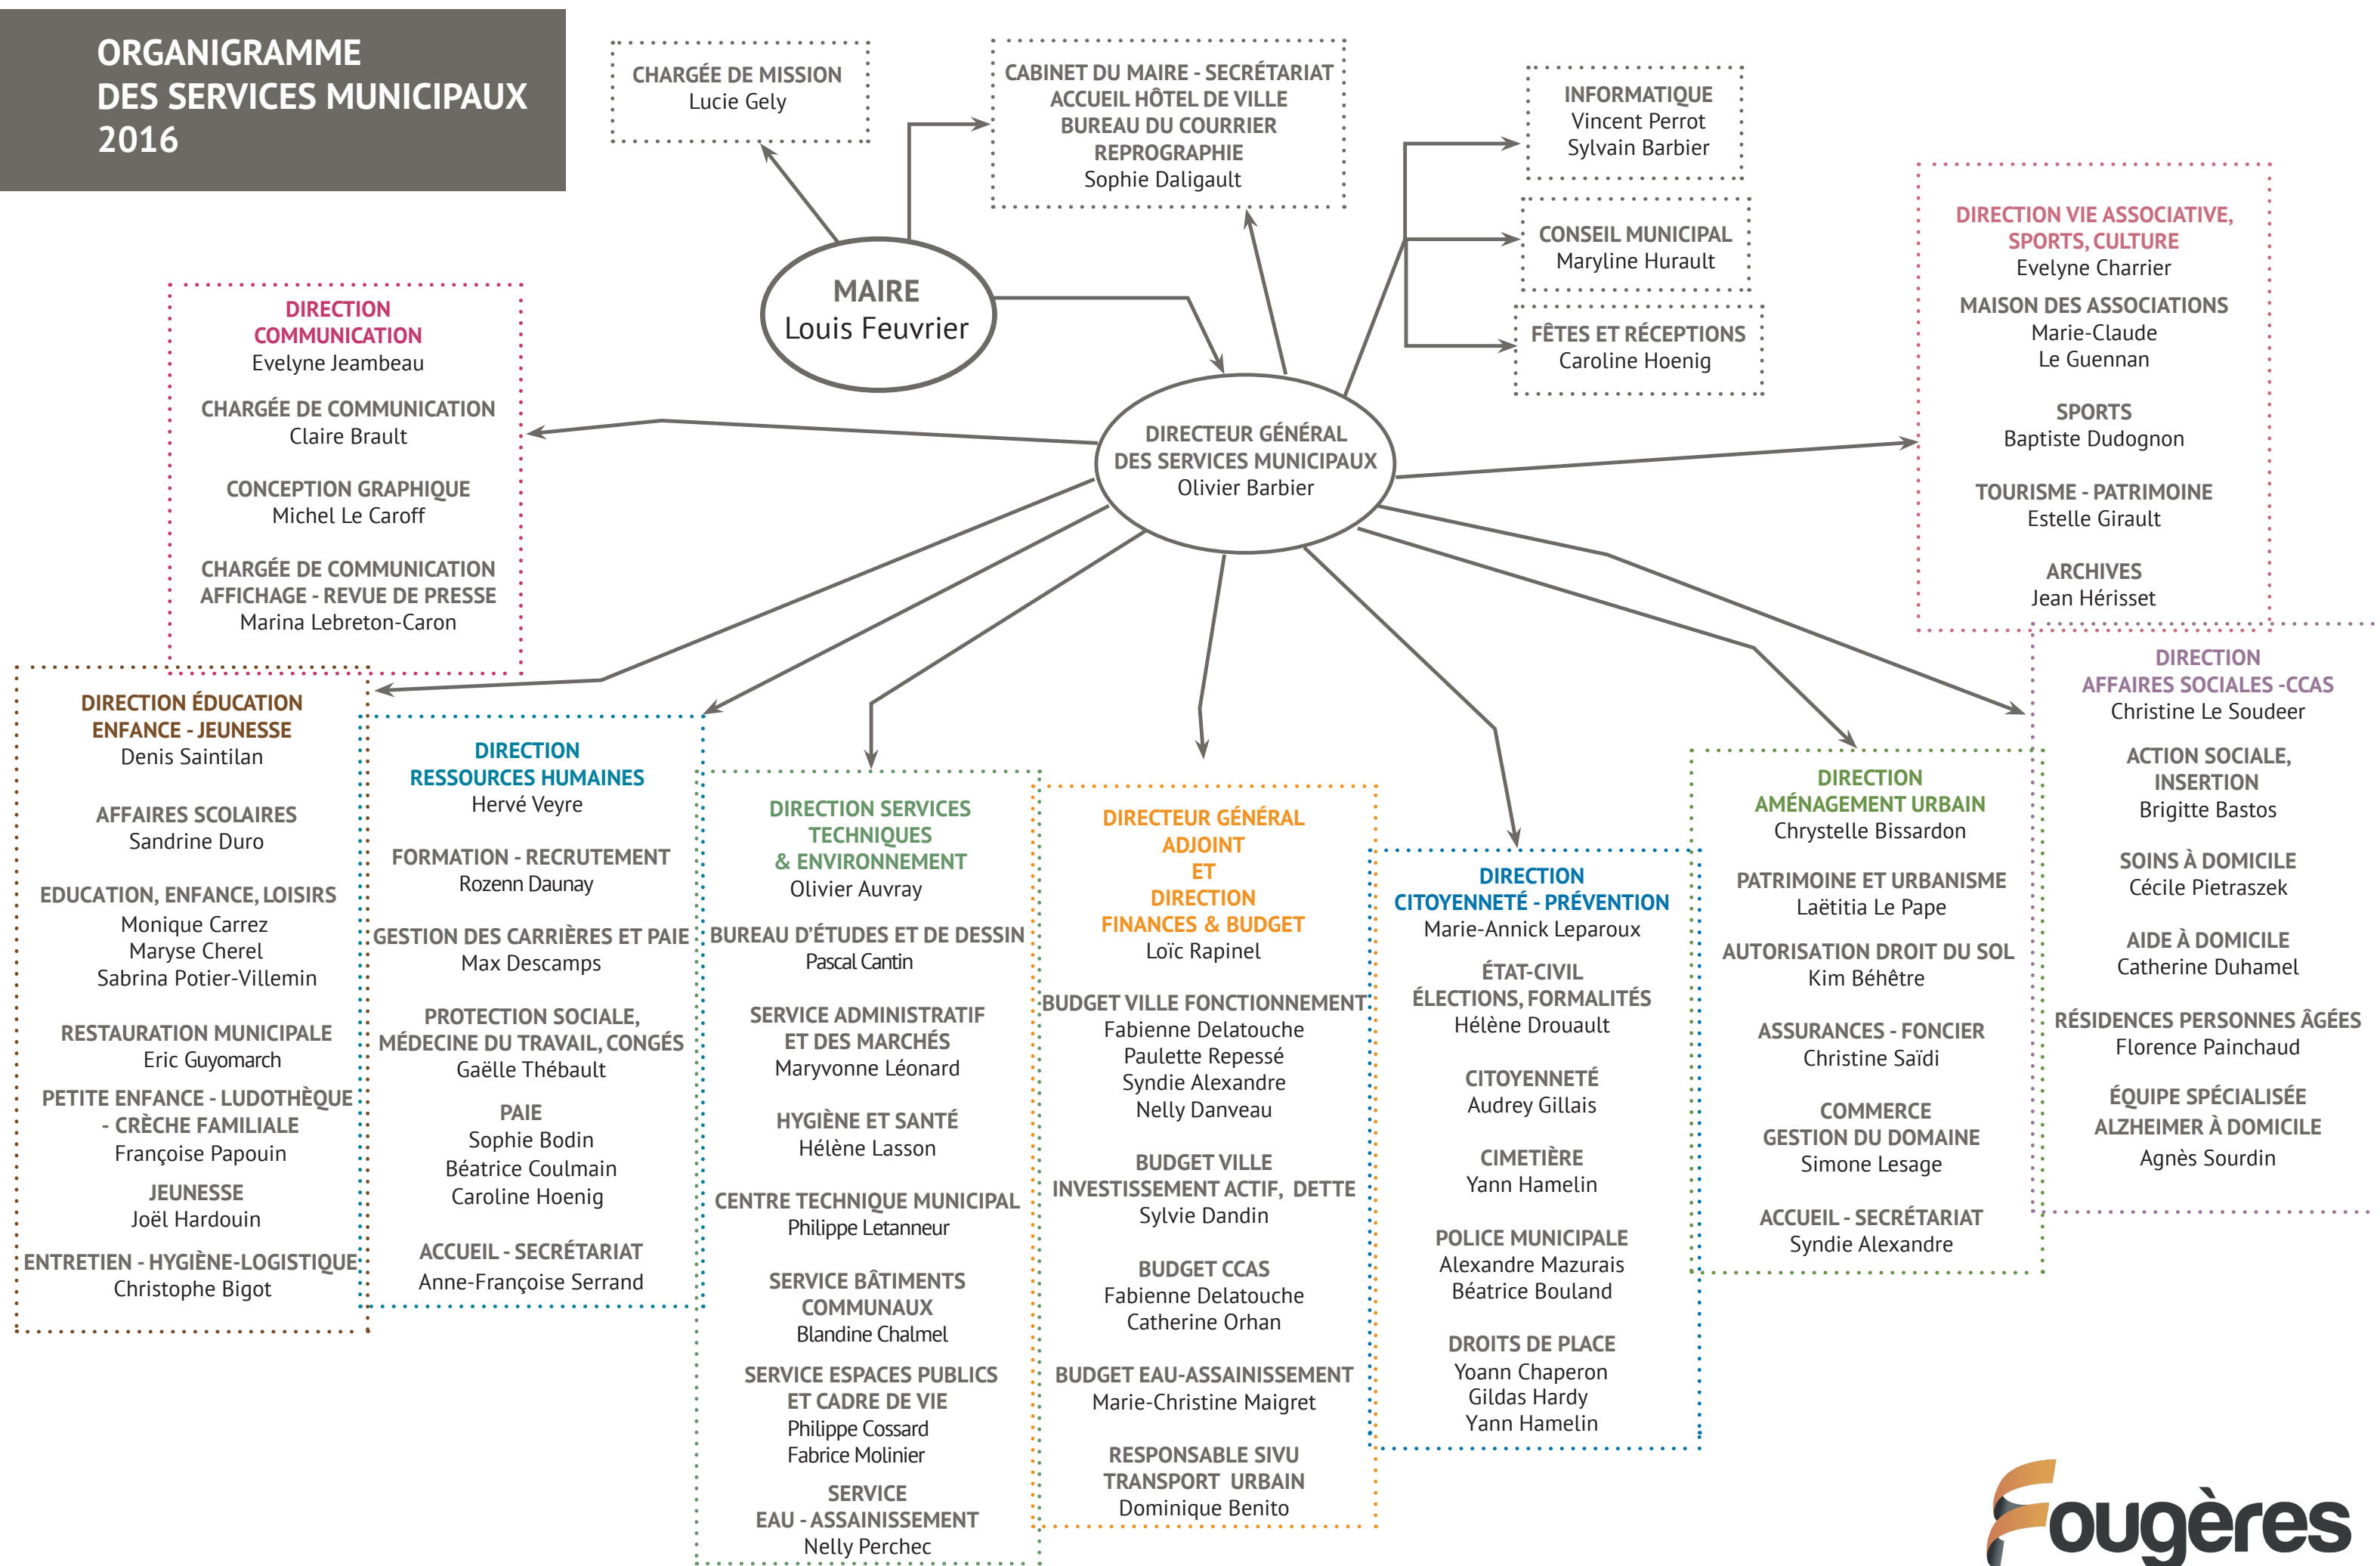 ORGANIGRAMME
DES SERVICES MUNICIPAUX
2016
CHARGÉE DE MISSION
Lucie Gely
CABINET DU MAIRE - SECRÉTARIAT
ACCUEIL HÔTEL DE VILLE
BUREAU DU COURRIER
REPROGRAPHIE
Sophie Daligault
INFORMATIQUE
Vincent Perrot
Sylvain Barbier
CONSEIL MUNICIPAL
Maryline Hurault
FÊTES ET RÉCEPTIONS
Caroline Hoenig
MAIRE
Louis Feuvrier
DIRECTEUR GÉNÉRAL
DES SERVICES MUNICIPAUX
Olivier Barbier
DIRECTION VIE ASSOCIATIVE,
SPORTS, CULTURE
Evelyne Charrier
MAISON DES ASSOCIATIONS
Marie-Claude
Le Guennan
SPORTS
Baptiste Dudognon
TOURISME - PATRIMOINE
Estelle Girault
ARCHIVES
Jean Hérisset
DIRECTION
COMMUNICATION
Evelyne Jeambeau
CHARGÉE DE COMMUNICATION
Claire Brault
CONCEPTION GRAPHIQUE
Michel Le Caroff
CHARGÉE DE COMMUNICATION
AFFICHAGE - REVUE DE PRESSE
Marina Lebreton-Caron
DIRECTION ÉDUCATION
ENFANCE - JEUNESSE
Denis Saintilan
AFFAIRES SCOLAIRES
Sandrine Duro
EDUCATION, ENFANCE, LOISIRS
Monique Carrez
Maryse Cherel
Sabrina Potier-Villemin
RESTAURATION MUNICIPALE
Eric Guyomarch
PETITE ENFANCE - LUDOTHÈQUE
- CRÈCHE FAMILIALE
Françoise Papouin
JEUNESSE
Joël Hardouin
ENTRETIEN - HYGIÈNE-LOGISTIQUE
Christophe Bigot
DIRECTION
RESSOURCES HUMAINES
Hervé Veyre
FORMATION - RECRUTEMENT
Rozenn Daunay
GESTION DES CARRIÈRES ET PAIE
Max Descamps
PROTECTION SOCIALE,
MÉDECINE DU TRAVAIL, CONGÉS
Gaëlle Thébault
PAIE
Sophie Bodin
Béatrice Coulmain
Caroline Hoenig
ACCUEIL - SECRÉTARIAT
Anne-Françoise Serrand
DIRECTION SERVICES
TECHNIQUES
& ENVIRONNEMENT
Olivier Auvray
BUREAU D'ÉTUDES ET DE DESSIN
Pascal Cantin
SERVICE ADMINISTRATIF
ET DES MARCHÉS
Maryvonne Léonard
HYGIÈNE ET SANTÉ
Hélène Lasson
CENTRE TECHNIQUE MUNICIPAL
Philippe Letanneur
SERVICE BÂTIMENTS
COMMUNAUX
Blandine Chalmel
SERVICE ESPACES PUBLICS
ET CADRE DE VIE
Philippe Cossard
Fabrice Molinier
SERVICE
EAU - ASSAINISSEMENT
Nelly Perchec
DIRECTEUR GÉNÉRAL
ADJOINT
ET
DIRECTION
FINANCES & BUDGET
Loïc Rapinel
BUDGET VILLE FONCTIONNEMENT
Fabienne Delatouche
Paulette Repessé
Syndie Alexandre
Nelly Danveau
BUDGET VILLE
INVESTISSEMENT ACTIF, DETTE
Sylvie Dandin
BUDGET CCAS
Fabienne Delatouche
Catherine Orhan
BUDGET EAU-ASSAINISSEMENT
Marie-Christine Maigret
RESPONSABLE SIVU
TRANSPORT URBAIN
Dominique Benito
DIRECTION
CITOYENNETÉ - PRÉVENTION
Marie-Annick Leparoux
ÉTAT-CIVIL
ÉLECTIONS, FORMALITÉS
Hélène Drouault
CITOYENNETÉ
Audrey Gillais
CIMETIÈRE
Yann Hamelin
POLICE MUNICIPALE
Alexandre Mazurais
Béatrice Bouland
DROITS DE PLACE
Yoann Chaperon
Gildas Hardy
Yann Hamelin
DIRECTION
AMÉNAGEMENT URBAIN
Chrystelle Bissardon
PATRIMOINE ET URBANISME
Laëtitia Le Pape
AUTORISATION DROIT DU SOL
Kim Béhêtre
ASSURANCES - FONCIER
Christine Saïdi
COMMERCE
GESTION DU DOMAINE
Simone Lesage
ACCUEIL - SECRÉTARIAT
Syndie Alexandre
DIRECTION
AFFAIRES SOCIALES -CCAS
Christine Le Soudeer
ACTION SOCIALE,
INSERTION
Brigitte Bastos
SOINS À DOMICILE
Cécile Pietraszek
AIDE À DOMICILE
Catherine Duhamel
RÉSIDENCES PERSONNES ÂGÉES
Florence Painchaud
ÉQUIPE SPÉCIALISÉE
ALZHEIMER À DOMICILE
Agnès Sourdin
Fougères